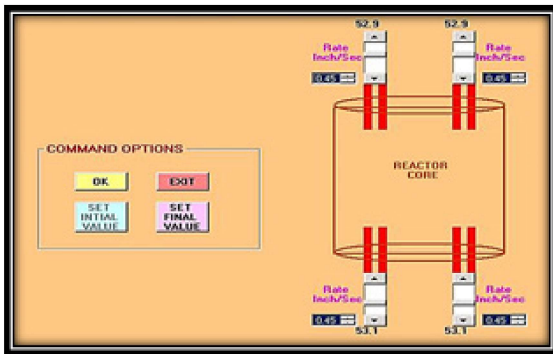 52.9 52.9
Rate
Inch/Sec
0.45
Rate
Inch/Sec
0.45
COMMAND OPTIONS
OK
EXIT
SET
INTIAL
VALUE
SET
FINAL
VALUE
REACTOR
CORE
Rate
Inch/Sec
0.45
Rate
Inch/Sec
0.45
53.1 53.1